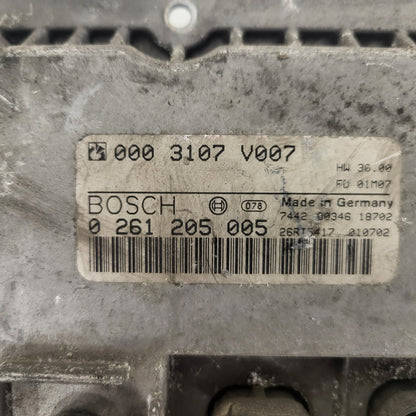 000 3107 V007
HW 36.00
FD 01M07
BOSCH 078 Made in Germany
7442 00346 18702
0 261 205 005
26RT5417 010702